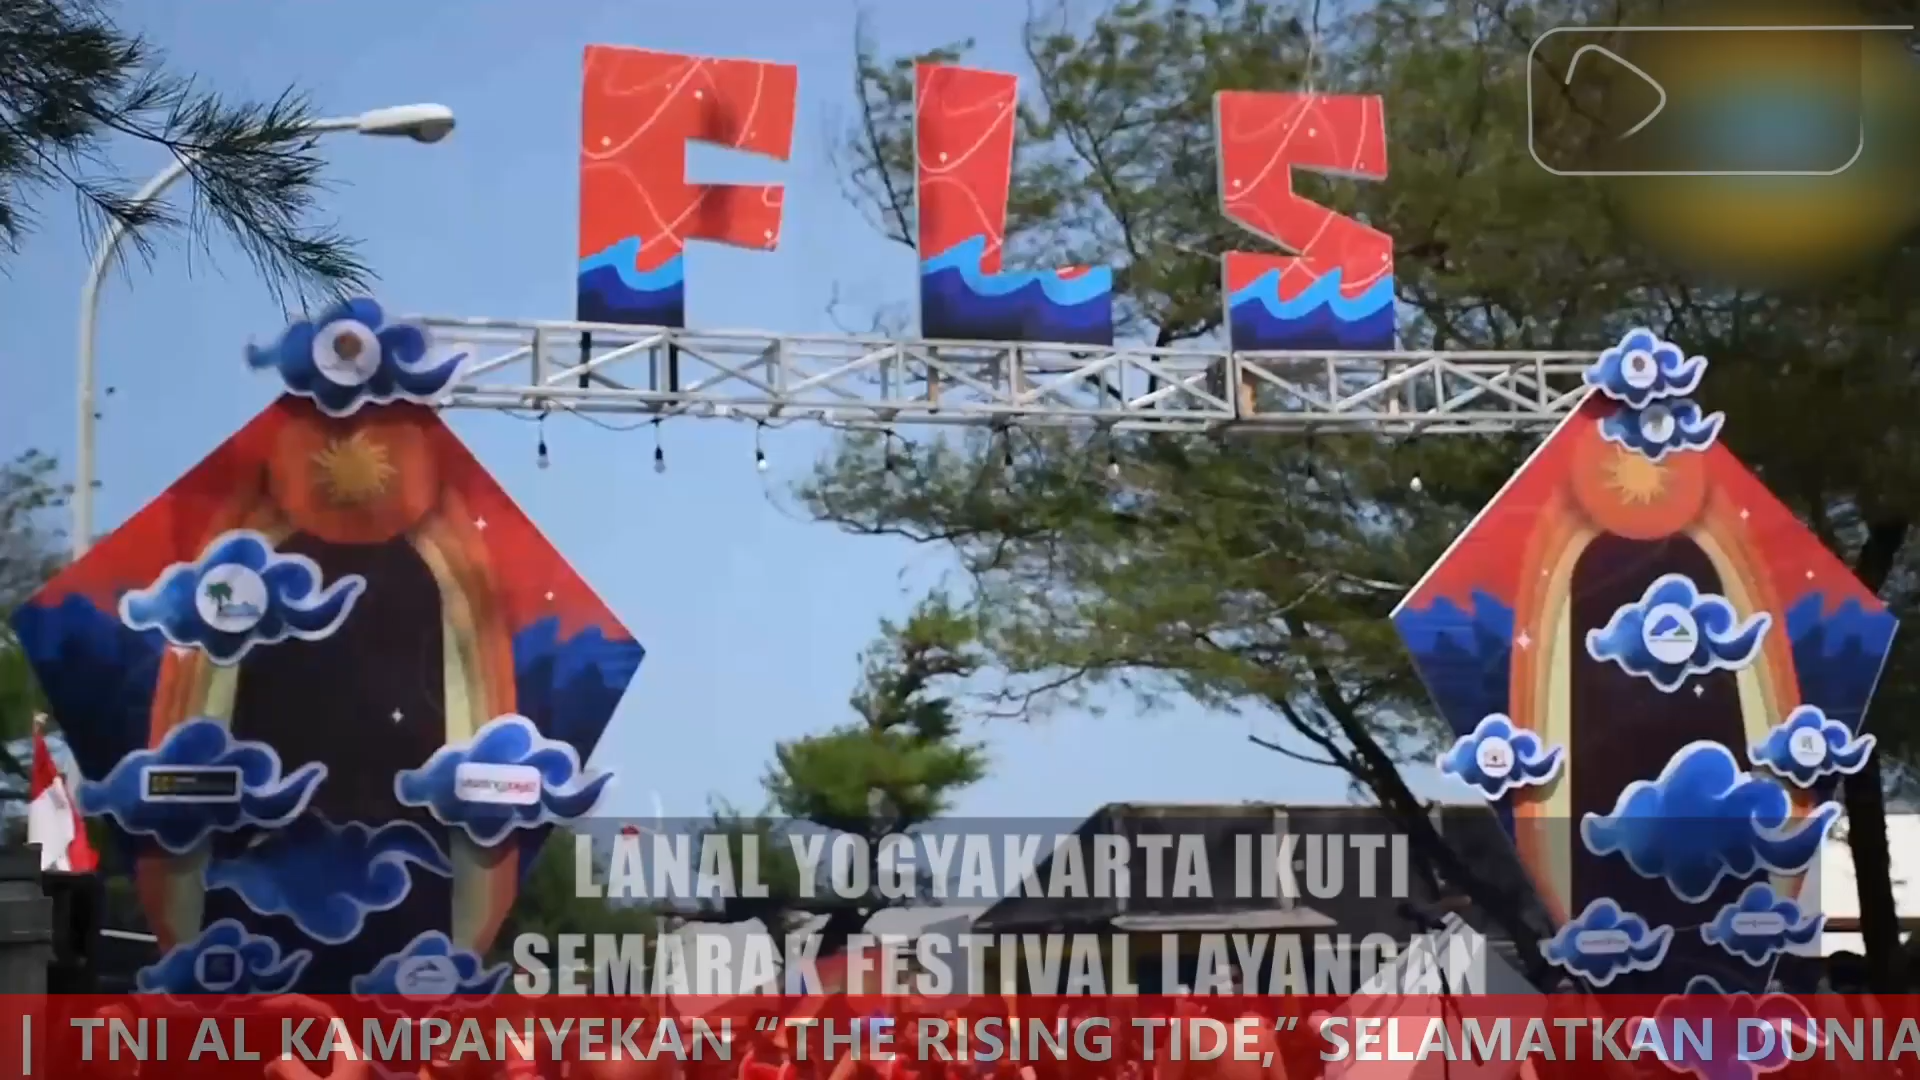 FLS
LANAL YOGYAKARTA IKUTI
SEMARAK FESTIVAL LAYANGAN
| TNI AL KAMPANYEKAN “THE RISING TIDE,” SELAMATKAN DUNIA